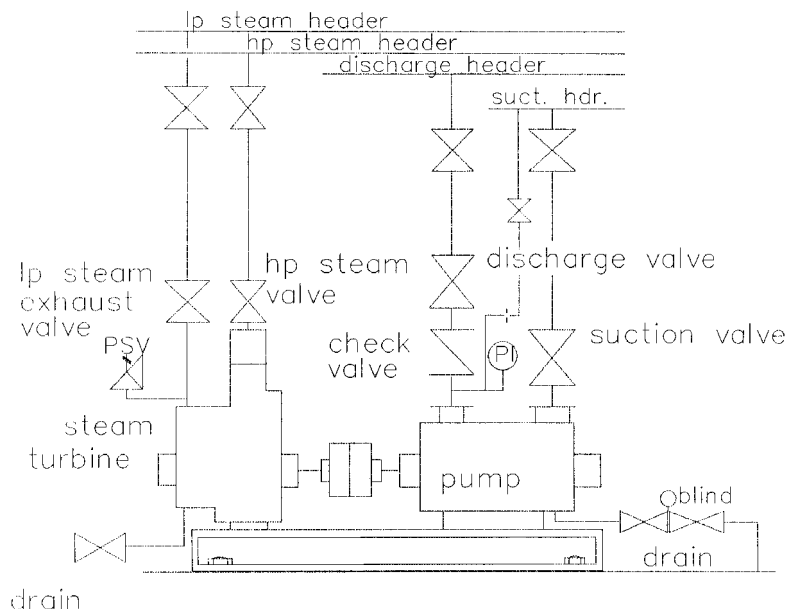 lp steam header
hp steam header
discharge header
suct. hdr.
lp steam
exhaust
valve
hp steam
valve
discharge valve
PSV
check
valve
PI
suction valve
steam
turbine
pump
blind
drain
drain